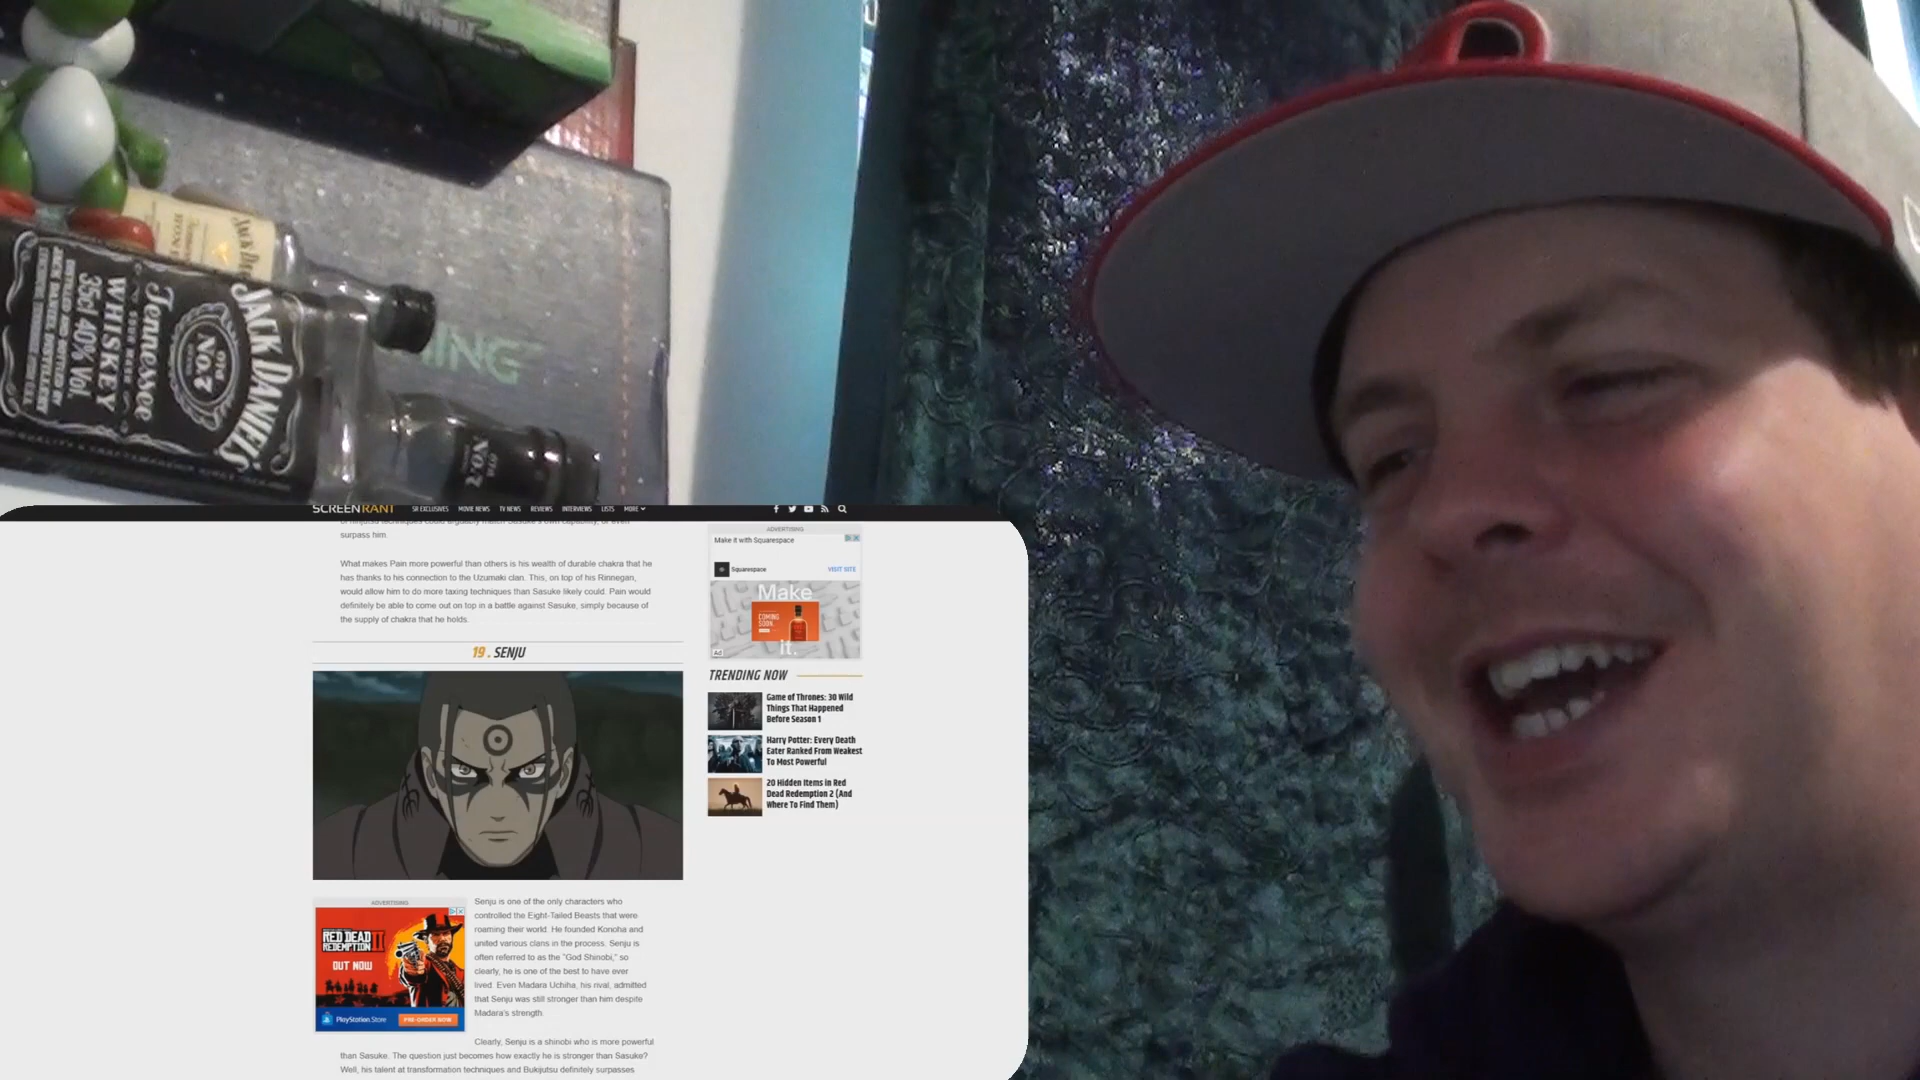 JACK DANIEL'S
OLD
No.7
Tennessee
SOUR MASH
WHISKEY
35cl 40% Vol.
ING
SCREENRANT
SR EXCLUSIVES MOVIE NEWS TV NEWS REVIEWS INTERVIEWS LISTS MORE
surpass him.
What makes Pain more powerful than others is his wealth of durable chakra that he
has thanks to his connection to the Uzumaki clan. This, on top of his Rinnegan,
would allow him to do more taxing techniques than Sasuke likely could. Pain would
definitely be able to come out on top in a battle against Sasuke, simply because of
the supply of chakra that he holds.
19 . SENJU
ADVERTISING
RED DEAD
REDEMPTION II
OUT NOW
PlayStation Store
PRE-ORDER NOW
Senju is one of the only characters who
controlled the Eight-Tailed Beasts that were
roaming their world. He founded Konoha and
united various clans in the process. Senju is
often referred to as the "God Shinobi," so
clearly, he is one of the best to have ever
lived. Even Madara Uchiha, his rival, admitted
that Senju was still stronger than him despite
Madara's strength.
Clearly, Senju is a shinobi who is more powerful
than Sasuke. The question just becomes how exactly he is stronger than Sasuke?
Well, his talent at transformation techniques and Bukijutsu definitely surpasses
ADVERTISING
Make it with Squarespace
Squarespace
VISIT SITE
Make
COMING
SOON
it.
Ad
TRENDING NOW
Game of Thrones: 30 Wild
Things That Happened
Before Season 1
Harry Potter: Every Death
Eater Ranked From Weakest
To Most Powerful
20 Hidden Items in Red
Dead Redemption 2 (And
Where To Find Them)